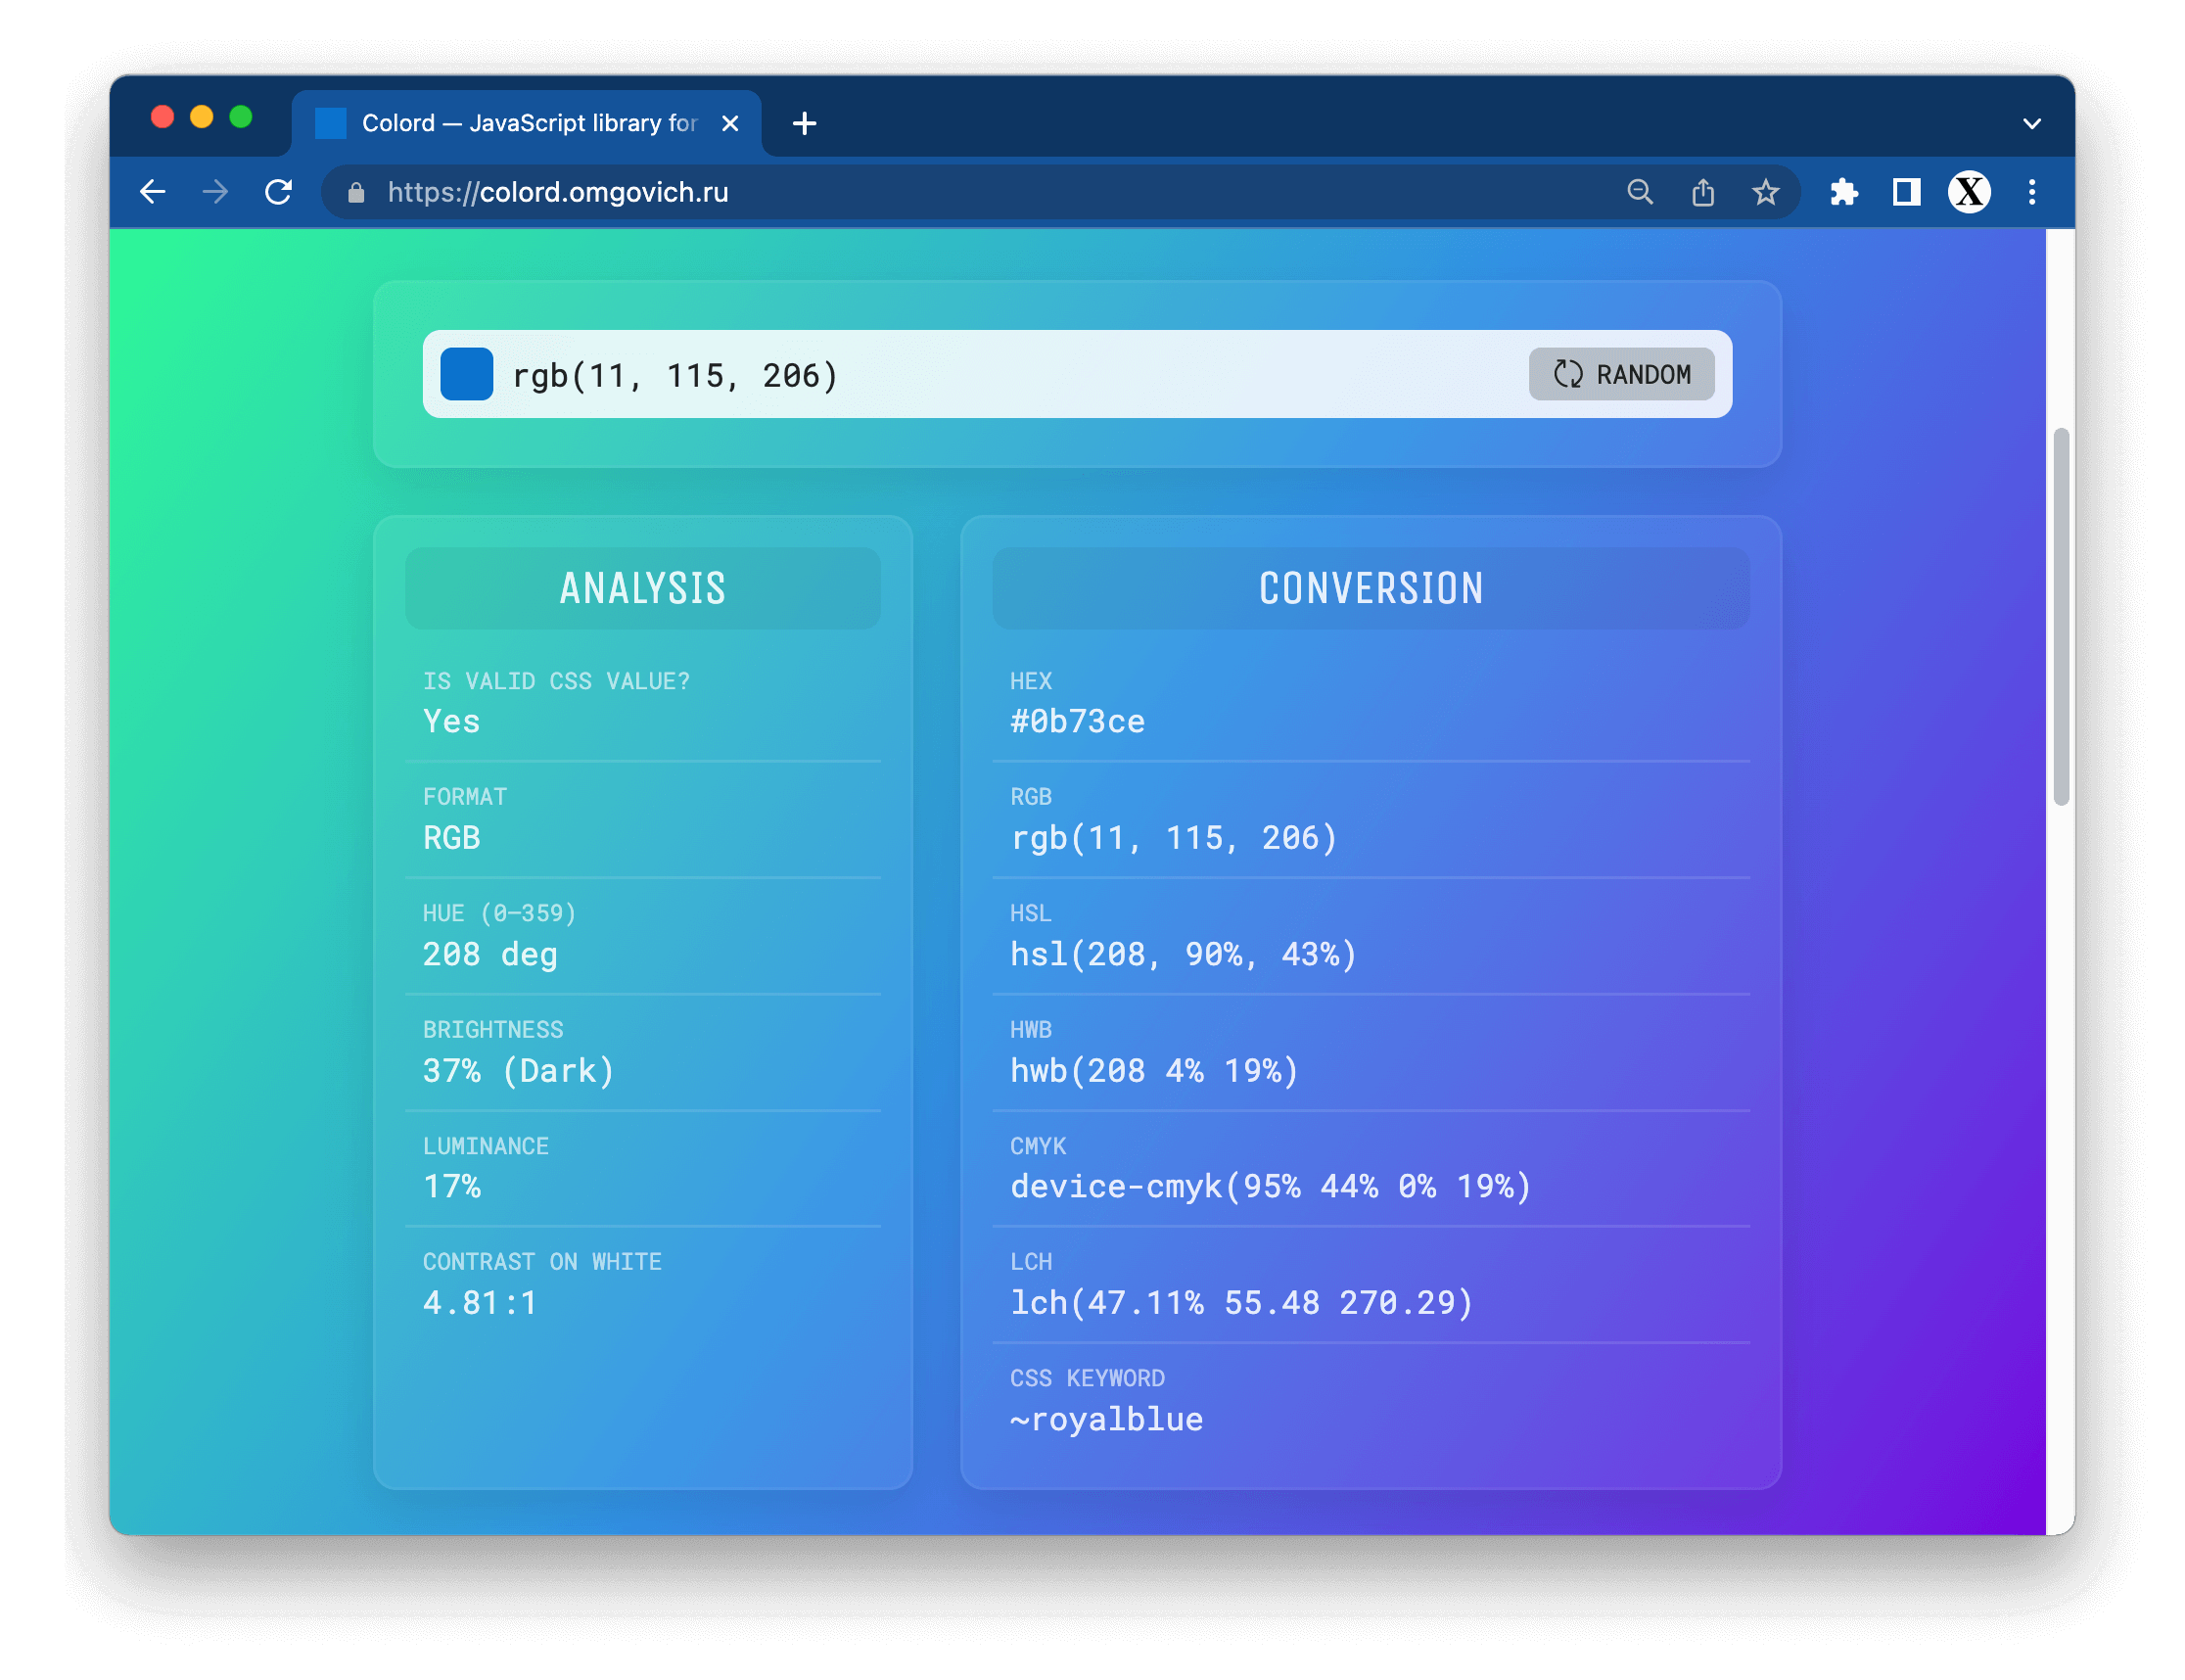 Colord — JavaScript library for
https://colord.omgovich.ru
X
rgb(11, 115, 206)
RANDOM
ANALYSIS
IS VALID CSS VALUE?
Yes
FORMAT
RGB
HUE (0–359)
208 deg
BRIGHTNESS
37% (Dark)
LUMINANCE
17%
CONTRAST ON WHITE
4.81:1
CONVERSION
HEX
#0b73ce
RGB
rgb(11, 115, 206)
HSL
hsl(208, 90%, 43%)
HWB
hwb(208 4% 19%)
CMYK
device-cmyk(95% 44% 0% 19%)
LCH
lch(47.11% 55.48 270.29)
CSS KEYWORD
~royalblue